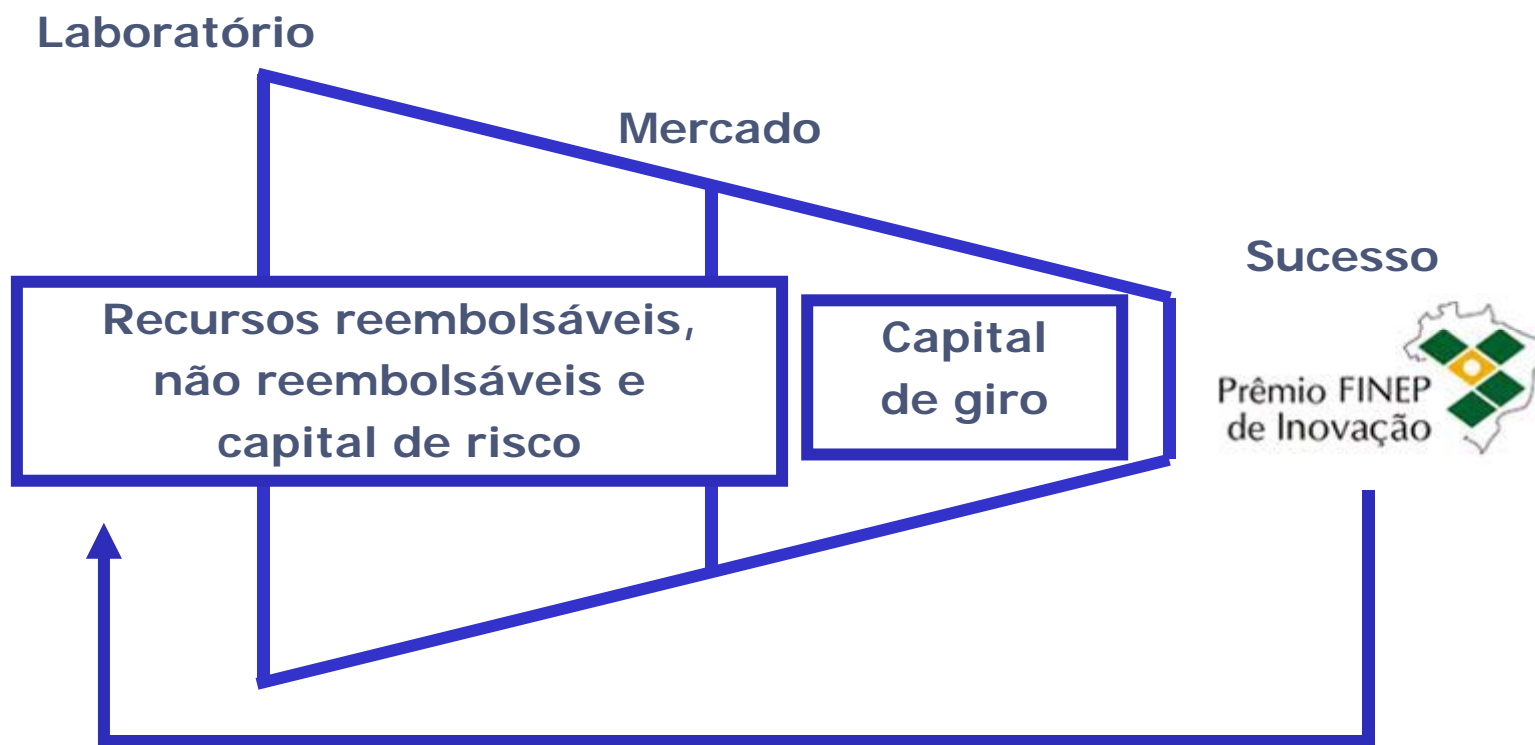 Laboratório
Mercado
Sucesso
Recursos reembolsáveis,
não reembolsáveis e
capital de risco
Capital
de giro
Prêmio FINEP
de Inovação